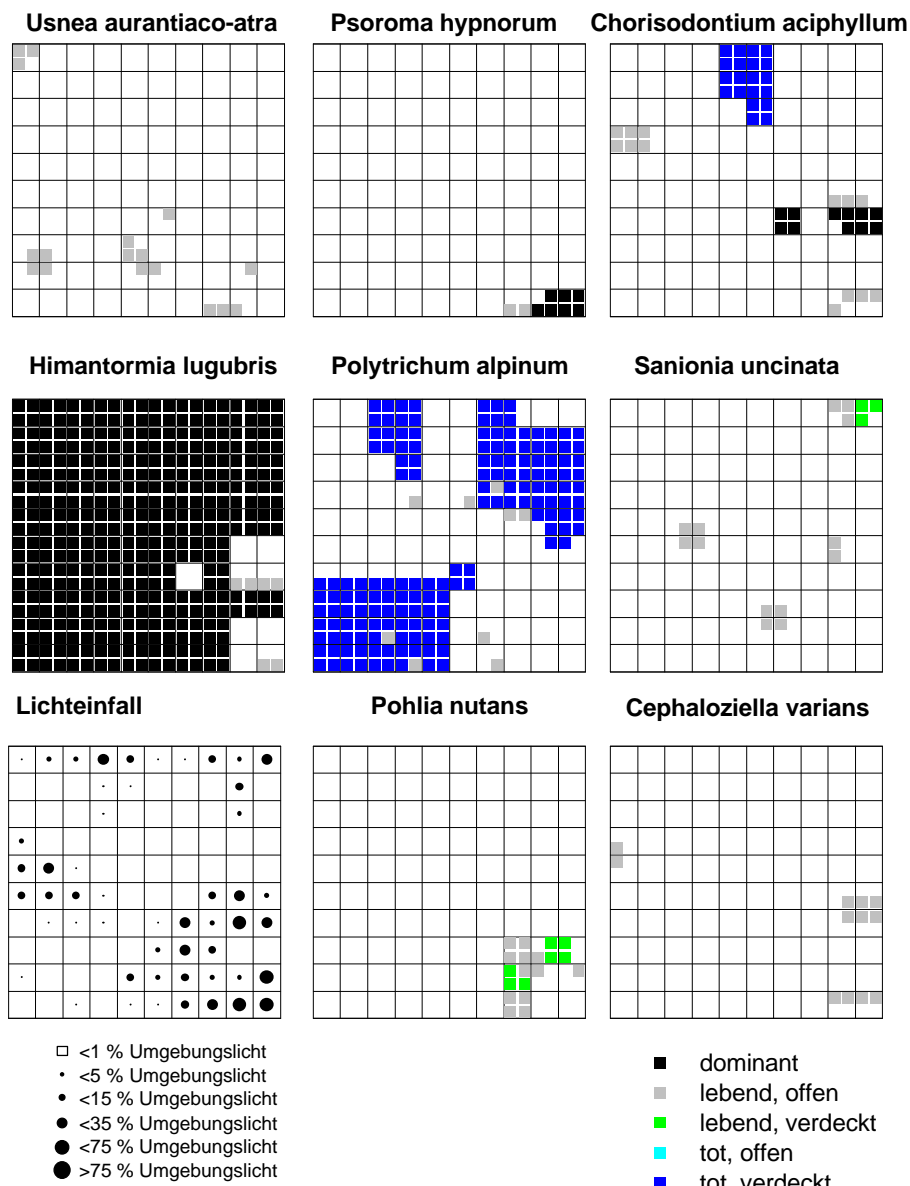 Usnea aurantiaco-atra
Psoroma hypnorum
Chorisodontium aciphyllum
Himantormia lugubris
Polytrichum alpinum
Sanionia uncinata
Lichteinfall
Pohlia nutans
Cephaloziella varians
<1 % Umgebungslicht
<5 % Umgebungslicht
<15 % Umgebungslicht
<35 % Umgebungslicht
<75 % Umgebungslicht
>75 % Umgebungslicht
dominant
lebend, offen
lebend, verdeckt
tot, offen
tot, verdeckt